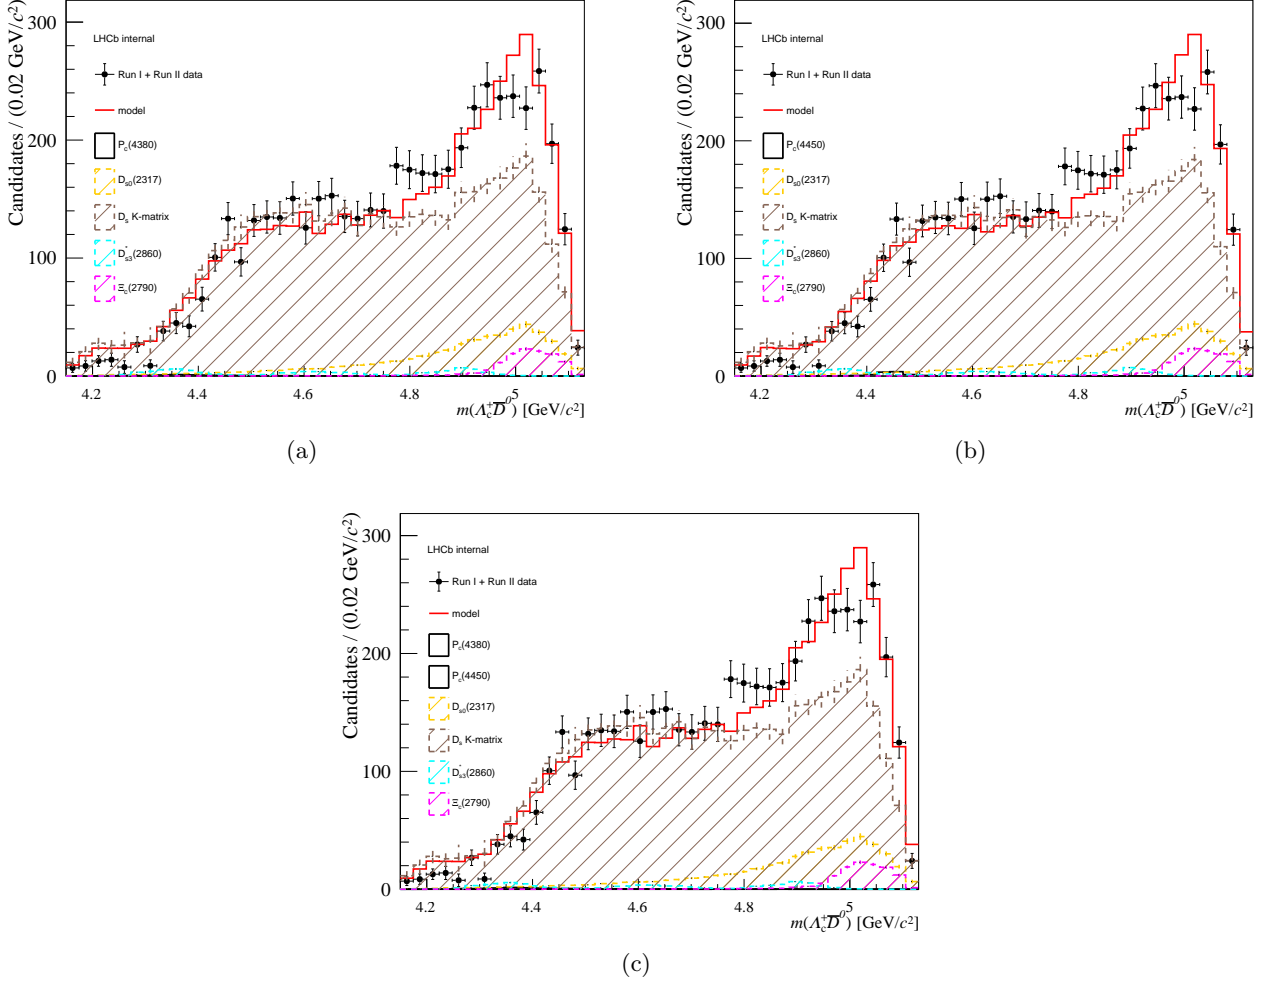 Candidates / (0.02 GeV/c²)
300
200
100
0
LHCb internal
Run I + Run II data
model
P_c(4380)
D_s0(2317)
D_s K-matrix
D*_s3(2860)
Ξ_c(2790)
4.2 4.4 4.6 4.8 5
m(Λ_c^+ D̅^0) [GeV/c²]
(a)
Candidates / (0.02 GeV/c²)
300
200
100
0
LHCb internal
Run I + Run II data
model
P_c(4450)
D_s0(2317)
D_s K-matrix
D*_s3(2860)
Ξ_c(2790)
4.2 4.4 4.6 4.8 5
m(Λ_c^+ D̅^0) [GeV/c²]
(b)
Candidates / (0.02 GeV/c²)
300
200
100
0
LHCb internal
Run I + Run II data
model
P_c(4380)
P_c(4450)
D_s0(2317)
D_s K-matrix
D*_s3(2860)
Ξ_c(2790)
4.2 4.4 4.6 4.8 5
m(Λ_c^+ D̅^0) [GeV/c²]
(c)